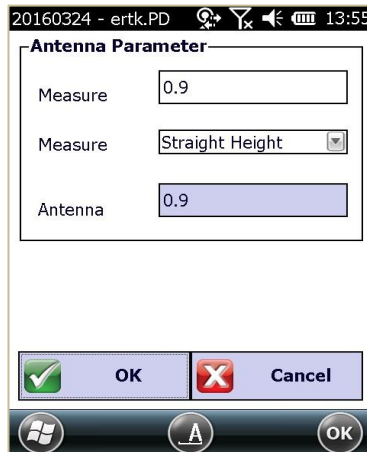 20160324 - ertk.PD 13:55
Antenna Parameter
Measure 0.9
Measure Straight Height
Antenna 0.9
OK Cancel
A OK